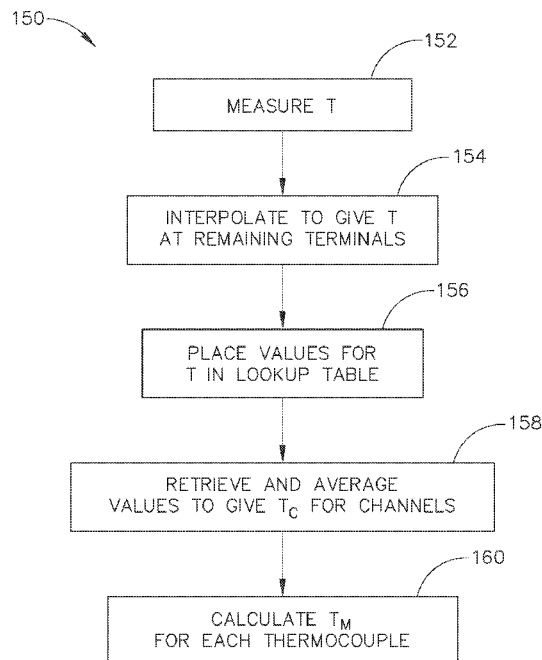 150
152
MEASURE T
154
INTERPOLATE TO GIVE T
AT REMAINING TERMINALS
156
PLACE VALUES FOR
T IN LOOKUP TABLE
158
RETRIEVE AND AVERAGE
VALUES TO GIVE TC FOR CHANNELS
160
CALCULATE TM
FOR EACH THERMOCOUPLE